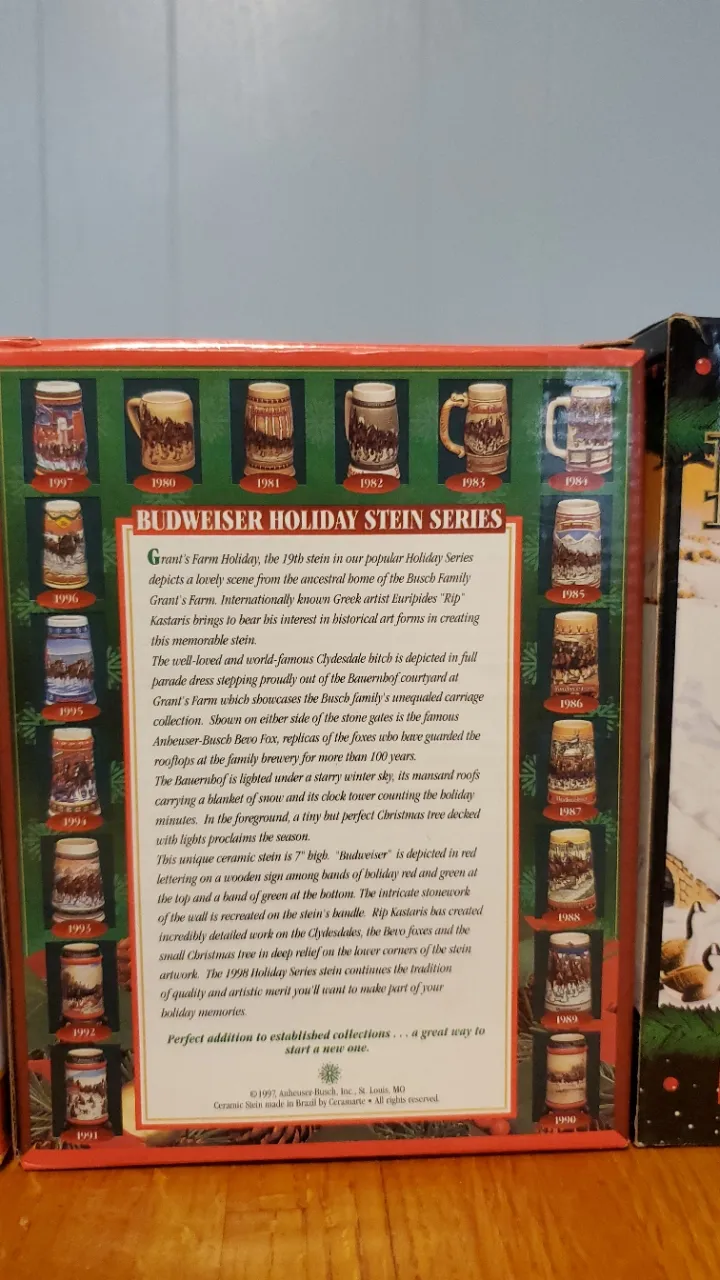 1997 1980 1981 1982 1983 1984
BUDWEISER HOLIDAY STEIN SERIES
Grant's Farm Holiday, the 19th stein in our popular Holiday Series
depicts a lovely scene from the ancestral home of the Busch Family
Grant's Farm. Internationally known Greek artist Euripides "Rip"
Kastaris brings to bear his interest in historical art forms in creating
this memorable stein.
The well-loved and world-famous Clydesdale hitch is depicted in full
parade dress stepping proudly out of the Bauernhof courtyard at
Grant's Farm which showcases the Busch family's unequaled carriage
collection. Shown on either side of the stone gates is the famous
Anheuser-Busch Bevo Fox, replicas of the foxes who have guarded the
rooftops at the family brewery for more than 100 years.
The Bauernhof is lighted under a starry winter sky, its mansard roofs
carrying a blanket of snow and its clock tower counting the holiday
minutes. In the foreground, a tiny but perfect Christmas tree decked
with lights proclaims the season.
This unique ceramic stein is 7" high. "Budweiser" is depicted in red
lettering on a wooden sign among bands of holiday red and green at
the top and a band of green at the bottom. The intricate stonework
of the wall is recreated on the stein's handle. Rip Kastaris has created
incredibly detailed work on the Clydesdales, the Bevo foxes and the
small Christmas tree in deep relief on the lower corners of the stein
artwork. The 1998 Holiday Series stein continues the tradition
of quality and artistic merit you'll want to make part of your
holiday memories.
Perfect addition to established collections . . . a great way to
start a new one.
©1997, Anheuser-Busch, Inc., St. Louis, MO
Ceramic Stein made in Brazil by Ceramarte • All rights reserved.
1996
1995
1994
1993
1992
1991
1985
1986
1987
1988
1989
1990